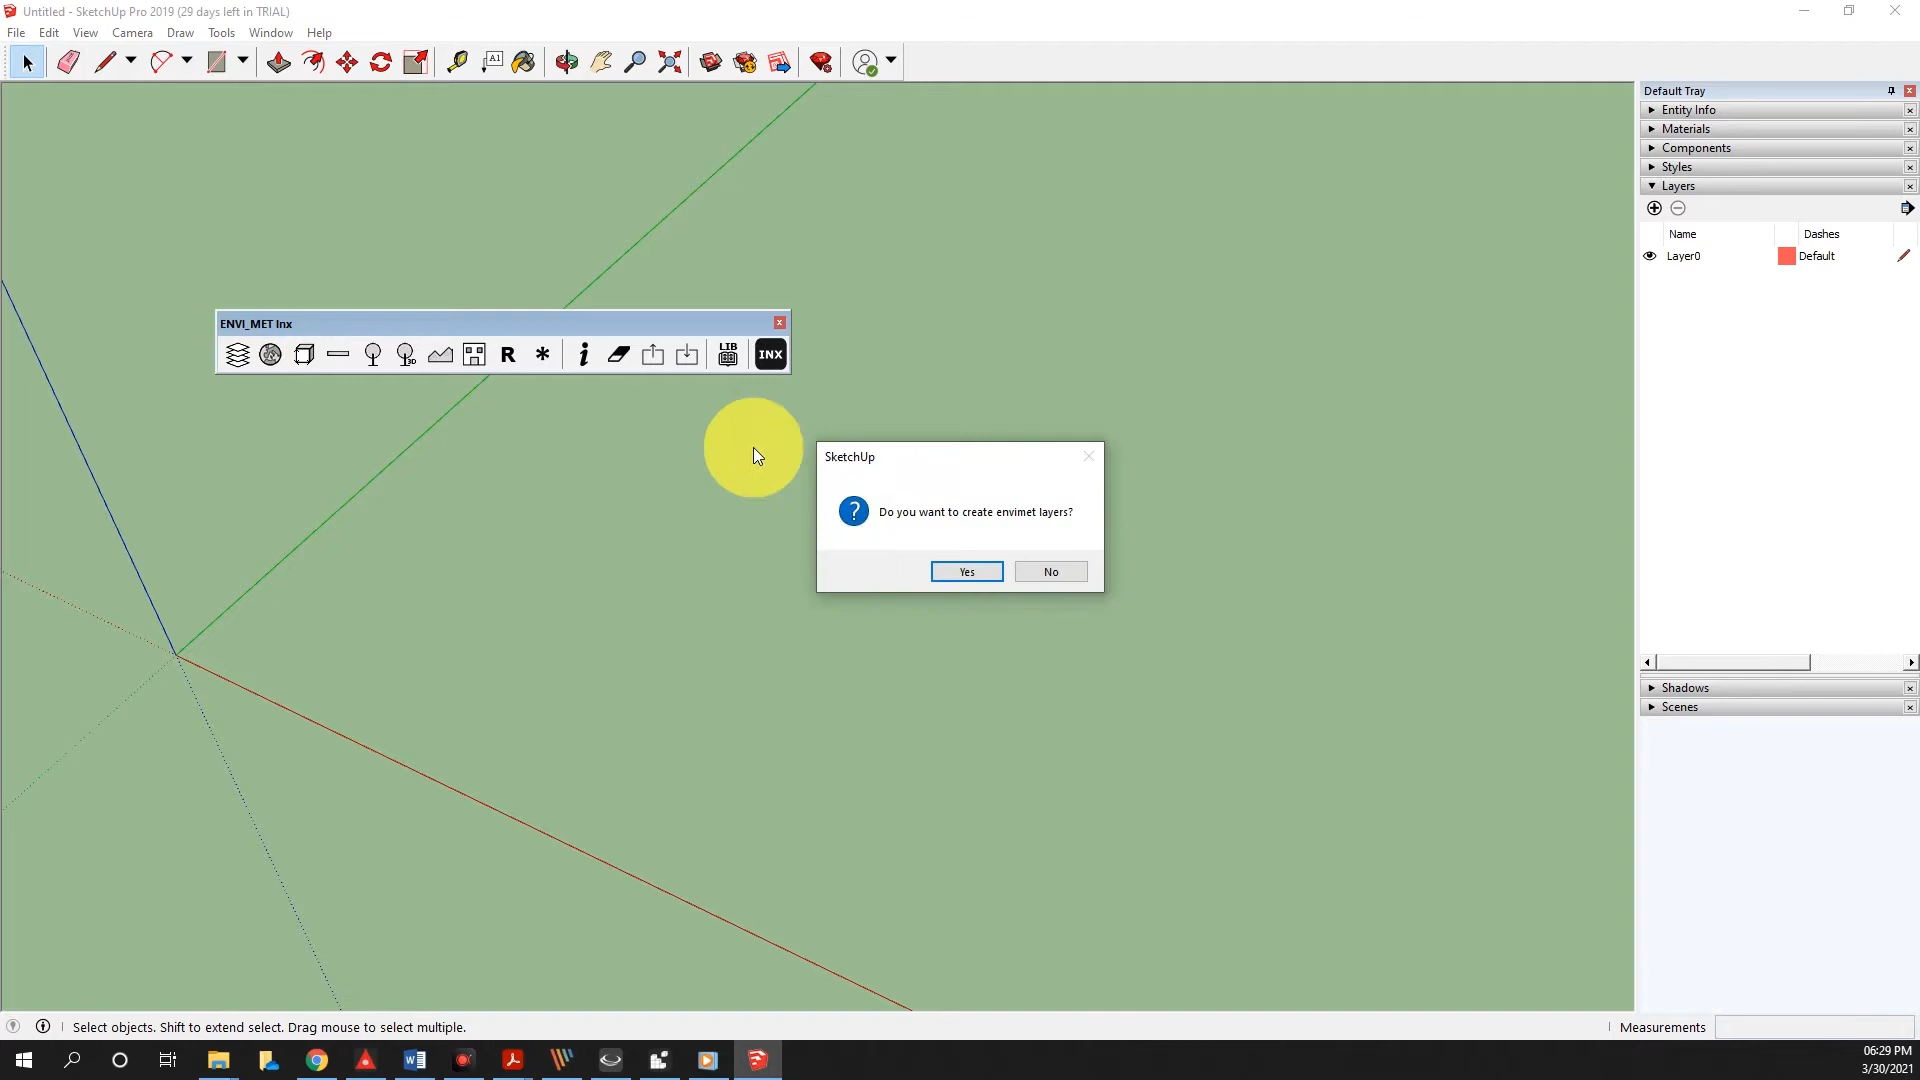 Untitled - SketchUp Pro 2019 (29 days left in TRIAL)
File Edit View Camera Draw Tools Window Help
A1
Default Tray
Entity Info
Materials
Components
Styles
Layers
Name Dashes
Layer0 Default
ENVI_MET Inx
3D R * i LIB INX
SketchUp
Do you want to create envimet layers?
Yes No
Shadows
Scenes
Select objects. Shift to extend select. Drag mouse to select multiple.
Measurements
06:29 PM
3/30/2021